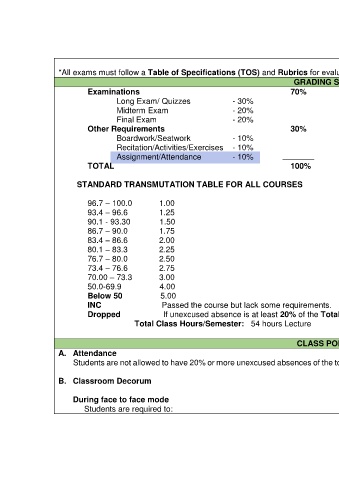 *All exams must follow a Table of Specifications (TOS) and Rubrics for evalu
GRADING S
Examinations 70%
Long Exam/ Quizzes - 30%
Midterm Exam - 20%
Final Exam - 20%
Other Requirements 30%
Boardwork/Seatwork - 10%
Recitation/Activities/Exercises - 10%
Assignment/Attendance - 10%
TOTAL 100%
STANDARD TRANSMUTATION TABLE FOR ALL COURSES
96.7 – 100.0 1.00
93.4 – 96.6 1.25
90.1 - 93.30 1.50
86.7 – 90.0 1.75
83.4 – 86.6 2.00
80.1 – 83.3 2.25
76.7 – 80.0 2.50
73.4 – 76.6 2.75
70.00 – 73.3 3.00
50.0-69.9 4.00
Below 50 5.00
INC Passed the course but lack some requirements.
Dropped If unexcused absence is at least 20% of the Total
Total Class Hours/Semester: 54 hours Lecture
CLASS PO
A. Attendance
Students are not allowed to have 20% or more unexcused absences of the to
B. Classroom Decorum
During face to face mode
Students are required to: